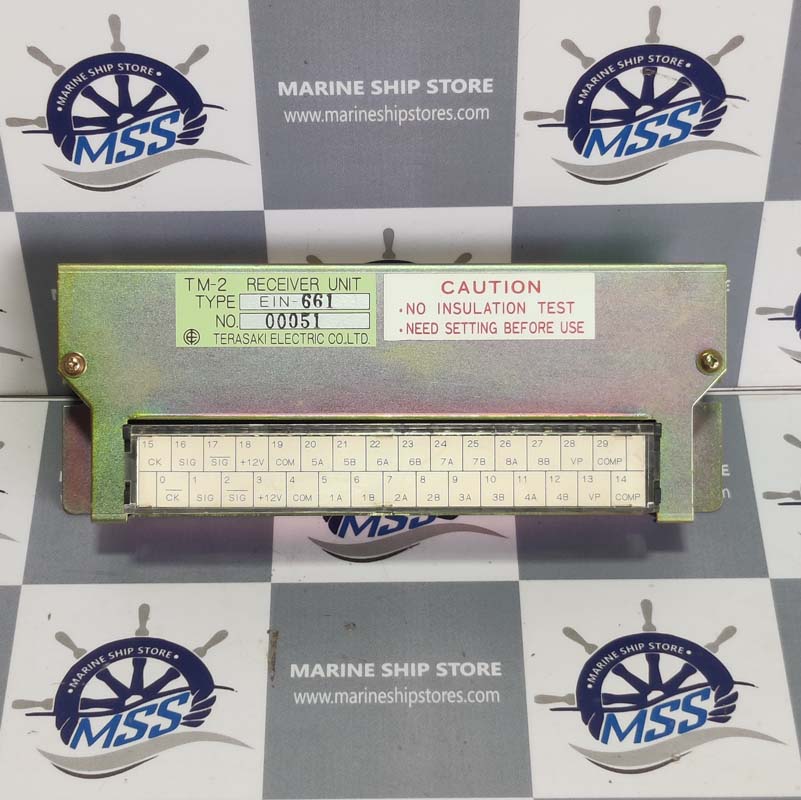 MARINE SHIP STORE
MSS
MARINE SHIP STORE
www.marineshipstores.com
MARINE SHIP STORE
MSS
TM-2 RECEIVER UNIT
TYPE EIN-661
NO. 00051
TERASAKI ELECTRIC CO.,LTD.
CAUTION
・NO INSULATION TEST
・NEED SETTING BEFORE USE
15 16 17 18 19 20 21 22 23 24 25 26 27 28 29
CK SIG SIG +12V COM 5A 5B 6A 6B 7A 7B 8A 8B VP COMP
0 1 2 3 4 5 6 7 8 9 10 11 12 13 14
CK SIG SIG +12V COM 1A 1B 2A 2B 3A 3B 4A 4B VP COMP
MSS
MARINE SHIP STORE
MSS
MARINE SHIP STORE
www.marineshipstores.com
MARINE SHIP STORE
MSS